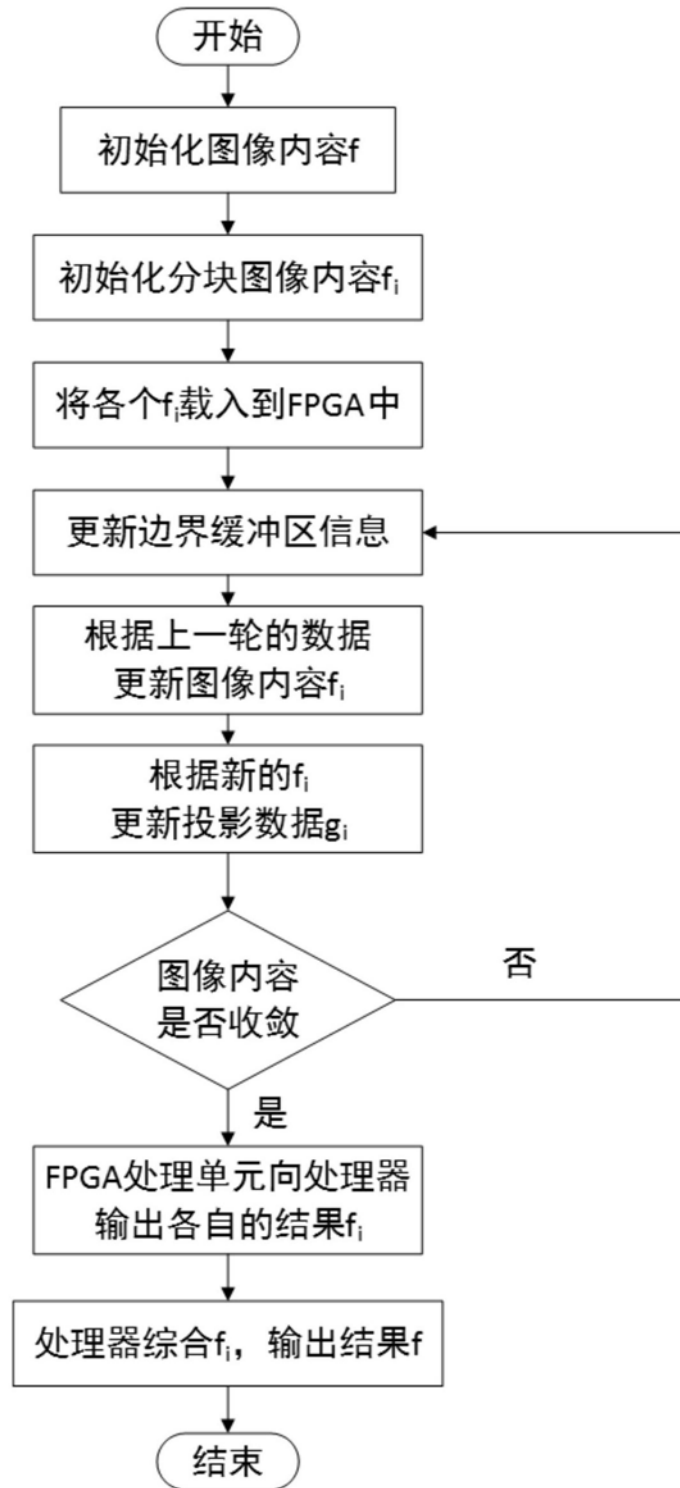 开始
初始化图像内容f
初始化分块图像内容fᵢ
将各个fᵢ载入到FPGA中
更新边界缓冲区信息
根据上一轮的数据
更新图像内容fᵢ
根据新的fᵢ
更新投影数据gᵢ
图像内容
是否收敛
否
是
FPGA处理单元向处理器
输出各自的结果fᵢ
处理器综合fᵢ，输出结果f
结束